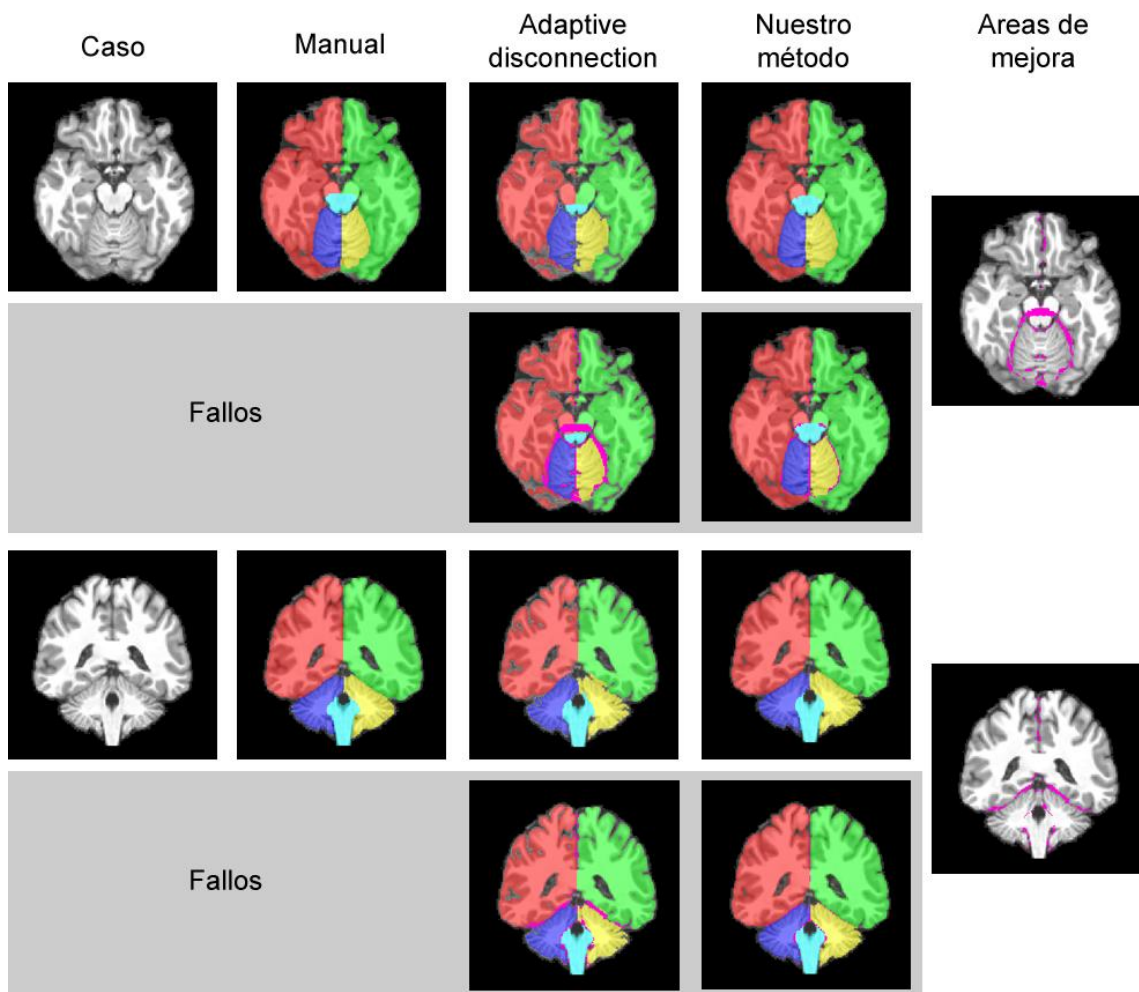 Caso
Manual
Adaptive
disconnection
Nuestro
método
Areas de
mejora
Fallos
Fallos